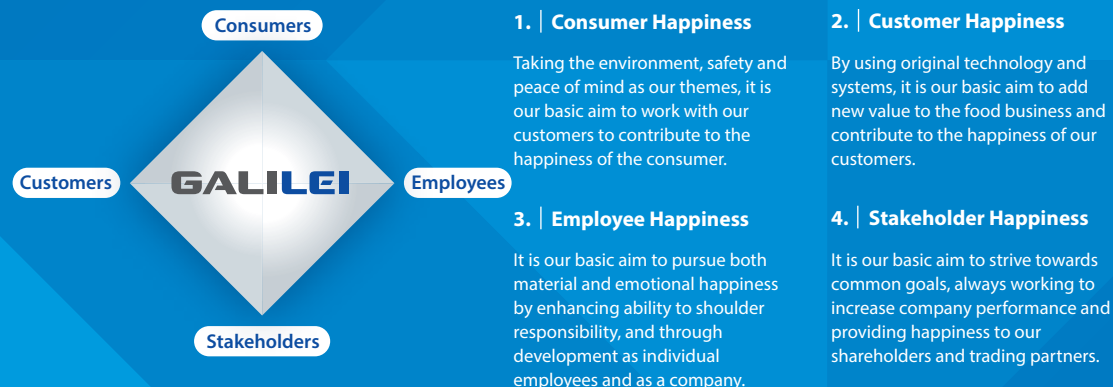 Consumers
Customers
GALILEI
Employees
Stakeholders
1. | Consumer Happiness
Taking the environment, safety and
peace of mind as our themes, it is
our basic aim to work with our
customers to contribute to the
happiness of the consumer.
2. | Customer Happiness
By using original technology and
systems, it is our basic aim to add
new value to the food business and
contribute to the happiness of our
customers.
3. | Employee Happiness
It is our basic aim to pursue both
material and emotional happiness
by enhancing ability to shoulder
responsibility, and through
development as individual
employees and as a company.
4. | Stakeholder Happiness
It is our basic aim to strive towards
common goals, always working to
increase company performance and
providing happiness to our
shareholders and trading partners.